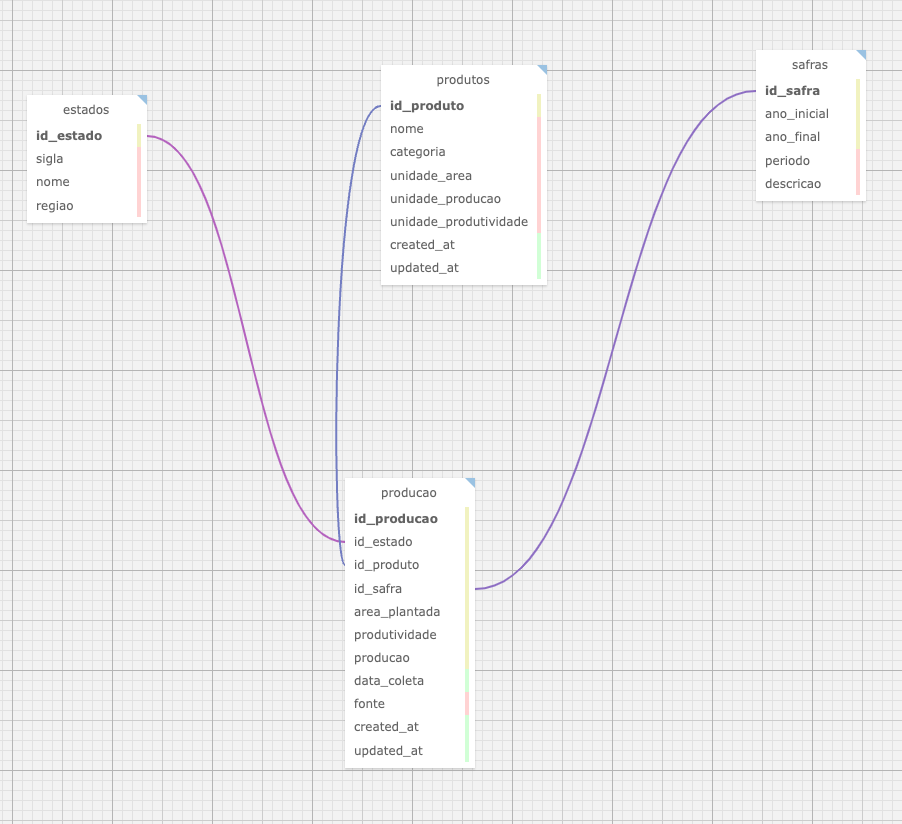 estados
id_estado
sigla
nome
regiao
produtos
id_produto
nome
categoria
unidade_area
unidade_producao
unidade_produtividade
created_at
updated_at
safras
id_safra
ano_inicial
ano_final
periodo
descricao
producao
id_producao
id_estado
id_produto
id_safra
area_plantada
produtividade
producao
data_coleta
fonte
created_at
updated_at